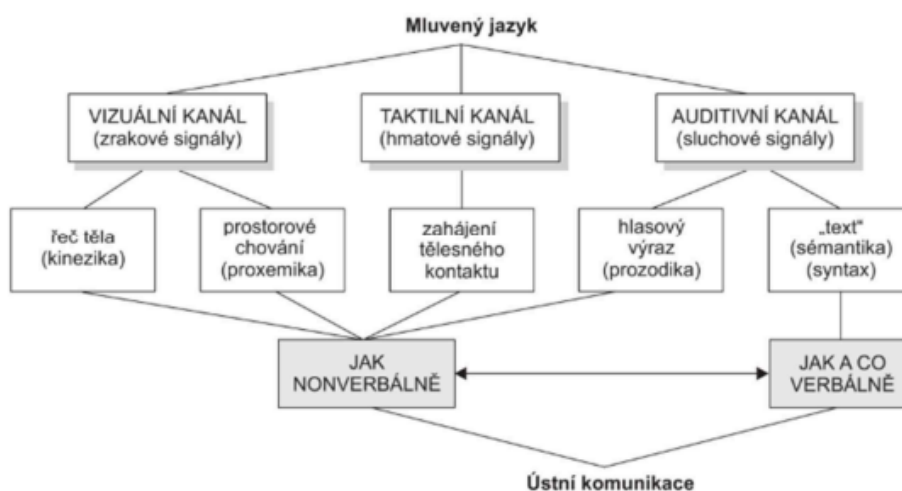 Mluvený jazyk
VIZUÁLNÍ KANÁL
(zrakové signály)
TAKTILNÍ KANÁL
(hmatové signály)
AUDITIVNÍ KANÁL
(sluchové signály)
řeč těla
(kinezika)
prostorové
chování
(proxemika)
zahájení
tělesného
kontaktu
hlasový
výraz
(prozodika)
„text“
(sémantika)
(syntax)
JAK
NONVERBÁLNĚ
JAK A CO
VERBÁLNĚ
Ústní komunikace